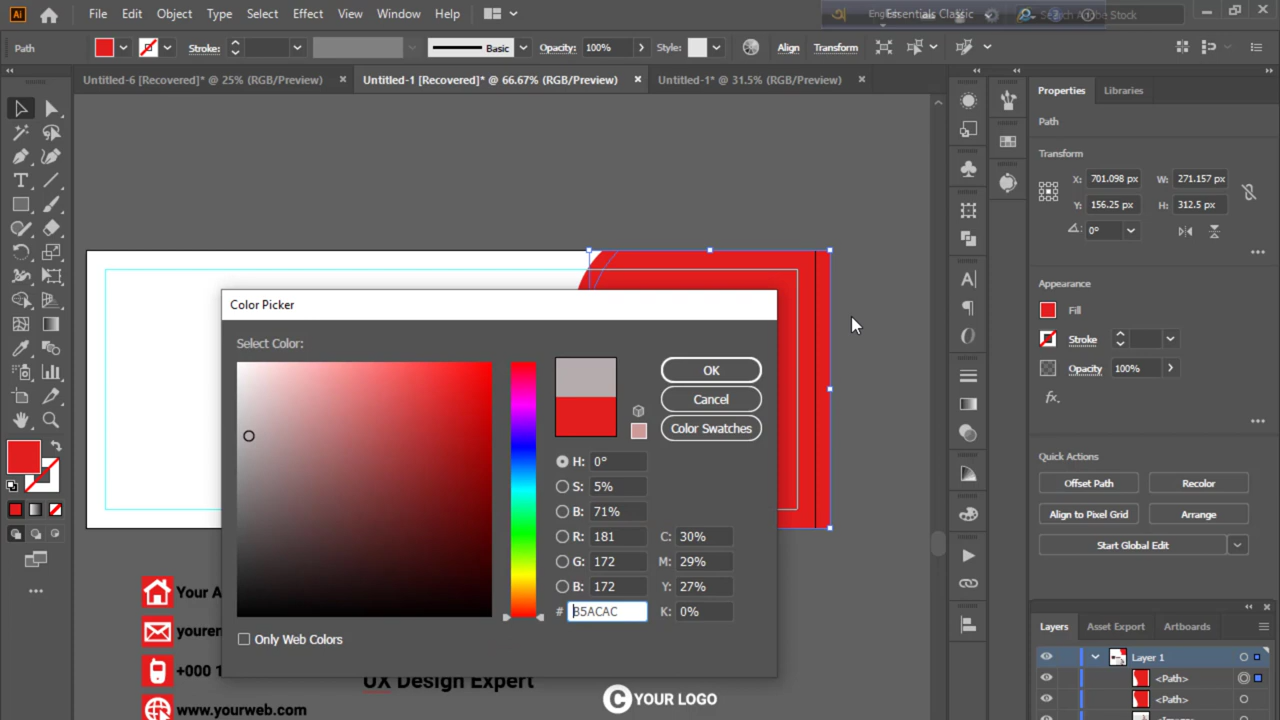 Ai File Edit Object Type Select Effect View Window Help Essentials Classic Search Adobe Stock
Path Stroke: Basic Opacity: 100% Style: Align Transform
Untitled-6 [Recovered]* @ 25% (RGB/Preview) Untitled-1 [Recovered]* @ 66.67% (RGB/Preview) Untitled-1* @ 31.5% (RGB/Preview)
Properties Libraries
Path
Transform
X: 701.098 px W: 271.157 px
Y: 156.25 px H: 312.5 px
0°
Appearance
Fill
Stroke
Opacity 100%
fx.
Quick Actions
Offset Path Recolor
Align to Pixel Grid Arrange
Start Global Edit
Layers Asset Export Artboards
Layer 1
<Path>
<Path>
Color Picker
Select Color:
OK
Cancel
Color Swatches
H: 0°
S: 5%
B: 71%
R: 181 C: 30%
G: 172 M: 29%
B: 172 Y: 27%
# B5ACAC K: 0%
Only Web Colors
Your A
youre
+000 1
www.yourweb.com
UX Design Expert
C YOUR LOGO